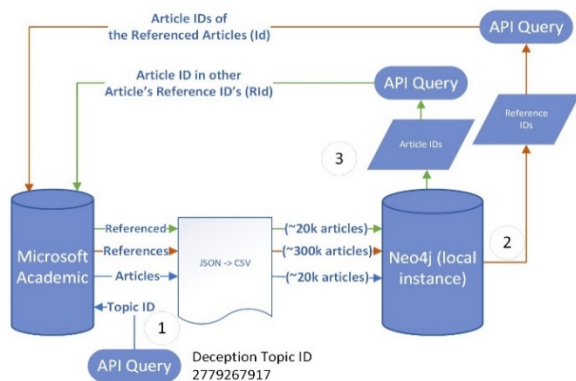 Article IDs of
the Referenced Articles (Id)
API Query
Article ID in other
Article's Reference ID's (RId)
API Query
Reference
IDs
Article IDs
3
Microsoft
Academic
Referenced
References
Articles
Topic ID
JSON -> CSV
(~20k articles)
(~300k articles)
(~20k articles)
Neo4j (local
instance)
2
1
API Query
Deception Topic ID
2779267917